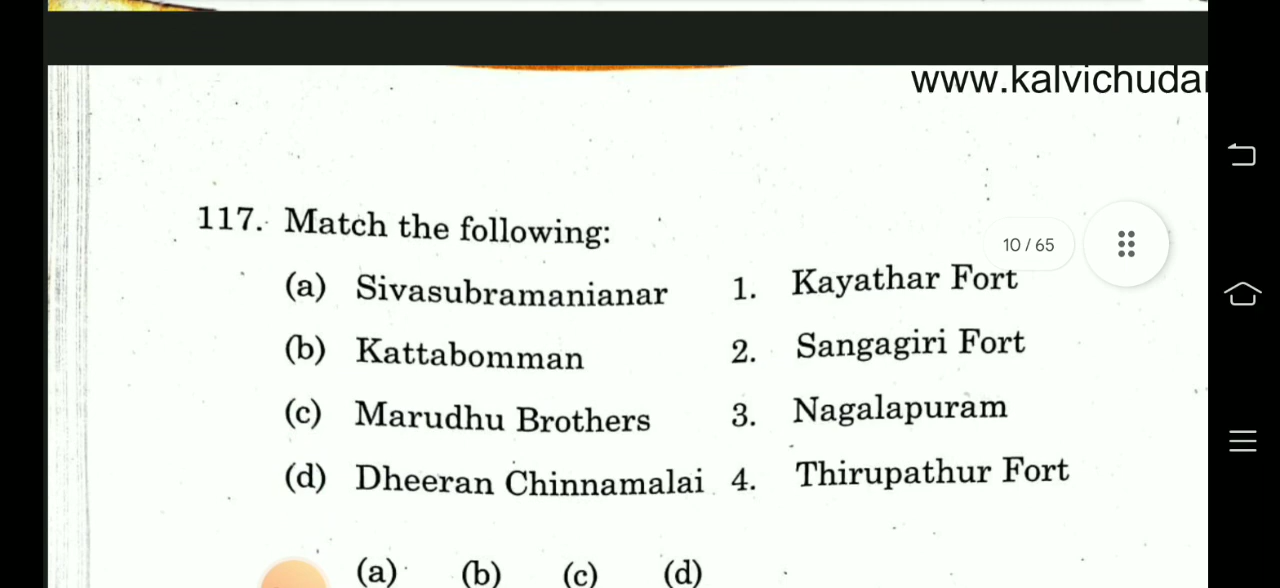 www.kalvichuda
117. Match the following:
10 / 65
(a) Sivasubramanianar 1. Kayathar Fort
(b) Kattabomman 2. Sangagiri Fort
(c) Marudhu Brothers 3. Nagalapuram
(d) Dheeran Chinnamalai 4. Thirupathur Fort
(a) (b) (c) (d)